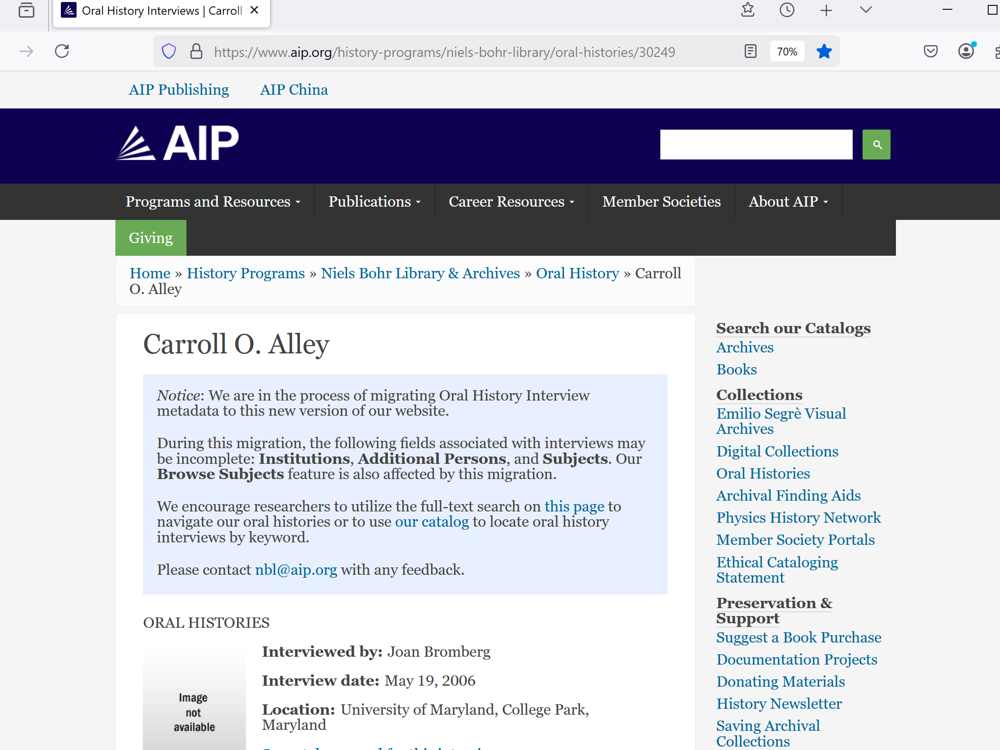 Oral History Interviews | Carroll
https://www.aip.org/history-programs/niels-bohr-library/oral-histories/30249
70%
AIP Publishing
AIP China
AIP
Programs and Resources
Publications
Career Resources
Member Societies
About AIP
Giving
Home » History Programs » Niels Bohr Library & Archives » Oral History » Carroll
O. Alley
Carroll O. Alley
Notice: We are in the process of migrating Oral History Interview
metadata to this new version of our website.
During this migration, the following fields associated with interviews may
be incomplete: Institutions, Additional Persons, and Subjects. Our
Browse Subjects feature is also affected by this migration.
We encourage researchers to utilize the full-text search on this page to
navigate our oral histories or to use our catalog to locate oral history
interviews by keyword.
Please contact nbl@aip.org with any feedback.
ORAL HISTORIES
Image
not
available
Interviewed by: Joan Bromberg
Interview date: May 19, 2006
Location: University of Maryland, College Park,
Maryland
Search our Catalogs
Archives
Books
Collections
Emilio Segrè Visual
Archives
Digital Collections
Oral Histories
Archival Finding Aids
Physics History Network
Member Society Portals
Ethical Cataloging
Statement
Preservation &
Support
Suggest a Book Purchase
Documentation Projects
Donating Materials
History Newsletter
Saving Archival
Collections